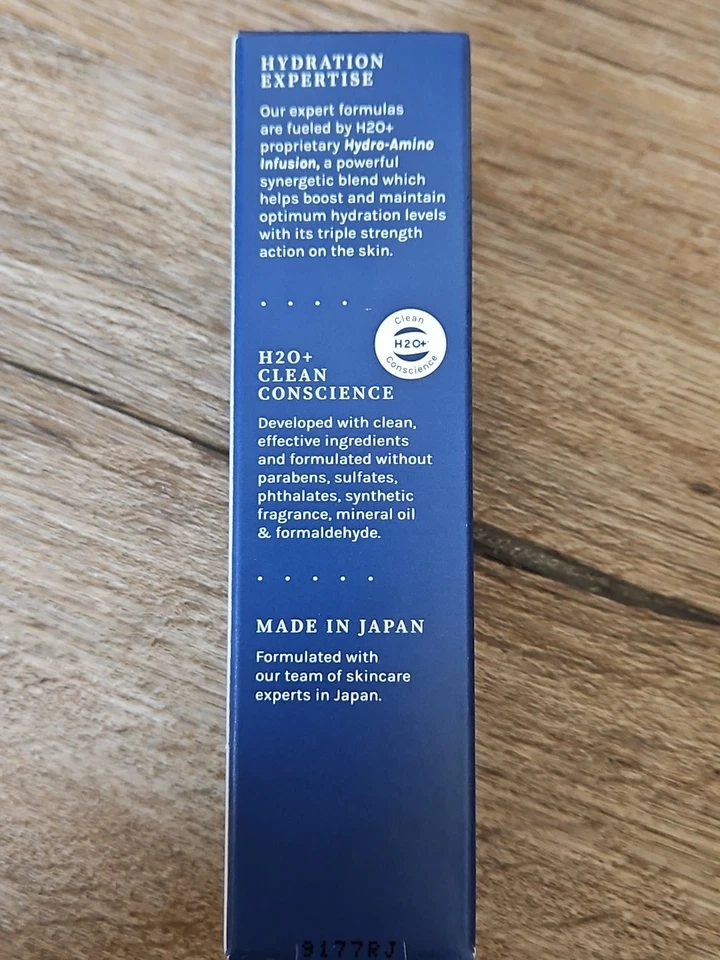 HYDRATION
EXPERTISE
Our expert formulas
are fueled by H2O+
proprietary Hydro-Amino
Infusion, a powerful
synergetic blend which
helps boost and maintain
optimum hydration levels
with its triple strength
action on the skin.
Clean
H2O+
Conscience
H2O+
CLEAN
CONSCIENCE
Developed with clean,
effective ingredients
and formulated without
parabens, sulfates,
phthalates, synthetic
fragrance, mineral oil
& formaldehyde.
MADE IN JAPAN
Formulated with
our team of skincare
experts in Japan.
9177RJ